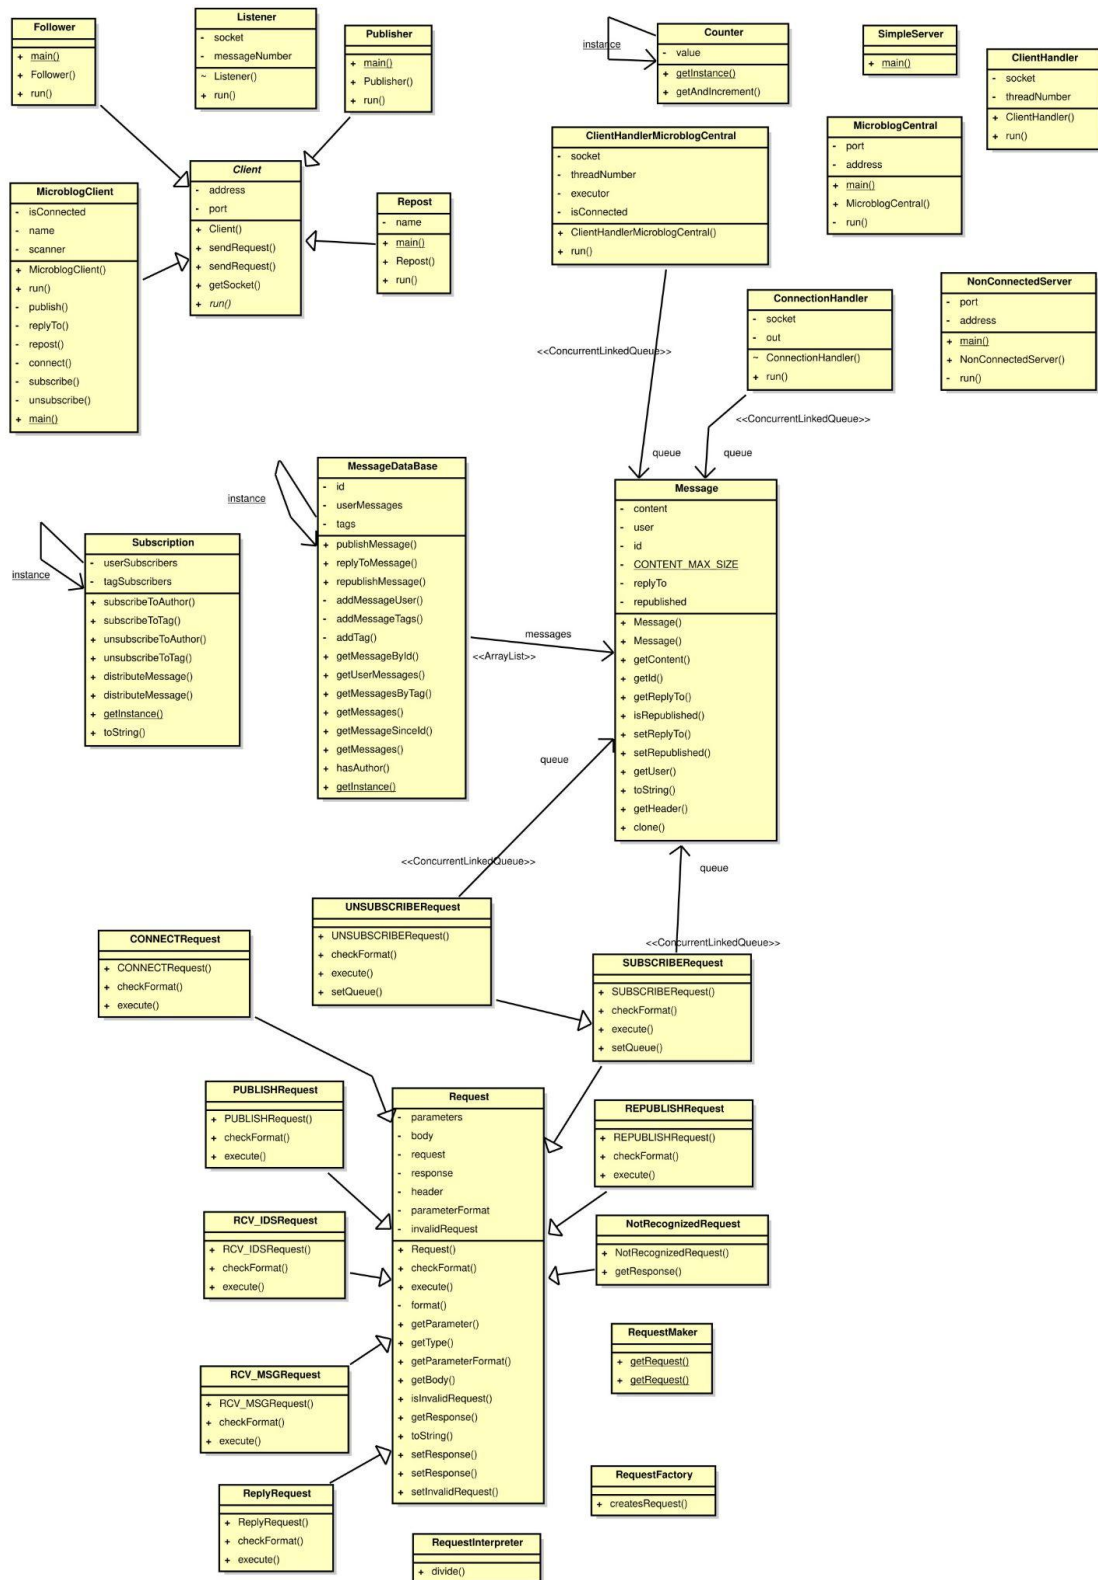 Follower
+ main()
+ Follower()
+ run()
Listener
- socket
- messageNumber
~ Listener()
+ run()
Publisher
+ main()
+ Publisher()
+ run()
instance
Counter
- value
+ getInstance()
+ getAndIncrement()
SimpleServer
+ main()
ClientHandler
- socket
- threadNumber
+ ClientHandler()
+ run()
ClientHandlerMicroblogCentral
- socket
- threadNumber
- executor
- isConnected
+ ClientHandlerMicroblogCentral()
+ run()
MicroblogCentral
- port
- address
+ main()
+ MicroblogCentral()
- run()
MicroblogClient
- isConnected
- name
- scanner
+ MicroblogClient()
+ run()
- publish()
- replyTo()
- repost()
- connect()
- subscribe()
- unsubscribe()
+ main()
Client
- address
- port
+ Client()
+ sendRequest()
+ sendRequest()
+ getSocket()
+ run()
Repost
- name
+ main()
+ Repost()
+ run()
<<ConcurrentLinkedQueue>>
queue
ConnectionHandler
- socket
- out
~ ConnectionHandler()
+ run()
<<ConcurrentLinkedQueue>>
queue
NonConnectedServer
- port
- address
+ main()
+ NonConnectedServer()
- run()
instance
Subscription
- userSubscribers
- tagSubscribers
+ subscribeToAuthor()
+ subscribeToTag()
+ unsubscribeToAuthor()
+ unsubscribeToTag()
+ distributeMessage()
+ distributeMessage()
+ getInstance()
+ toString()
instance
MessageDataBase
- id
- userMessages
- tags
+ publishMessage()
+ replyToMessage()
+ republishMessage()
- addMessageUser()
- addMessageTags()
- addTag()
+ getMessageById()
+ getUserMessages()
+ getMessagesByTag()
+ getMessages()
+ getMessageSinceId()
+ getMessages()
+ hasAuthor()
+ getInstance()
messages
<<ArrayList>>
Message
- content
- user
- id
- CONTENT_MAX_SIZE
- replyTo
- republished
+ Message()
+ Message()
+ getContent()
+ getId()
+ getReplyTo()
+ isRepublished()
+ setReplyTo()
+ setRepublished()
+ getUser()
+ toString()
+ getHeader()
+ clone()
queue
<<ConcurrentLinkedQueue>>
queue
<<ConcurrentLinkedQueue>>
UNSUBSCRIBERequest
+ UNSUBSCRIBERequest()
+ checkFormat()
+ execute()
+ setQueue()
CONNECTRequest
+ CONNECTRequest()
+ checkFormat()
+ execute()
SUBSCRIBERequest
+ SUBSCRIBERequest()
+ checkFormat()
+ execute()
+ setQueue()
PUBLISHRequest
+ PUBLISHRequest()
+ checkFormat()
+ execute()
Request
- parameters
- body
- request
- response
- header
- parameterFormat
- invalidRequest
+ Request()
+ checkFormat()
+ execute()
- format()
+ getParameter()
+ getType()
+ getParameterFormat()
+ getBody()
+ isInvalidRequest()
+ getResponse()
+ toString()
+ setResponse()
+ setResponse()
+ setInvalidRequest()
REPUBLISHRequest
+ REPUBLISHRequest()
+ checkFormat()
+ execute()
RCV_IDSRequest
+ RCV_IDSRequest()
+ checkFormat()
+ execute()
NotRecognizedRequest
+ NotRecognizedRequest()
+ getResponse()
RequestMaker
+ getRequest()
+ getRequest()
RCV_MSGRequest
+ RCV_MSGRequest()
+ checkFormat()
+ execute()
RequestFactory
+ createsRequest()
ReplyRequest
+ ReplyRequest()
+ checkFormat()
+ execute()
RequestInterpreter
+ divide()